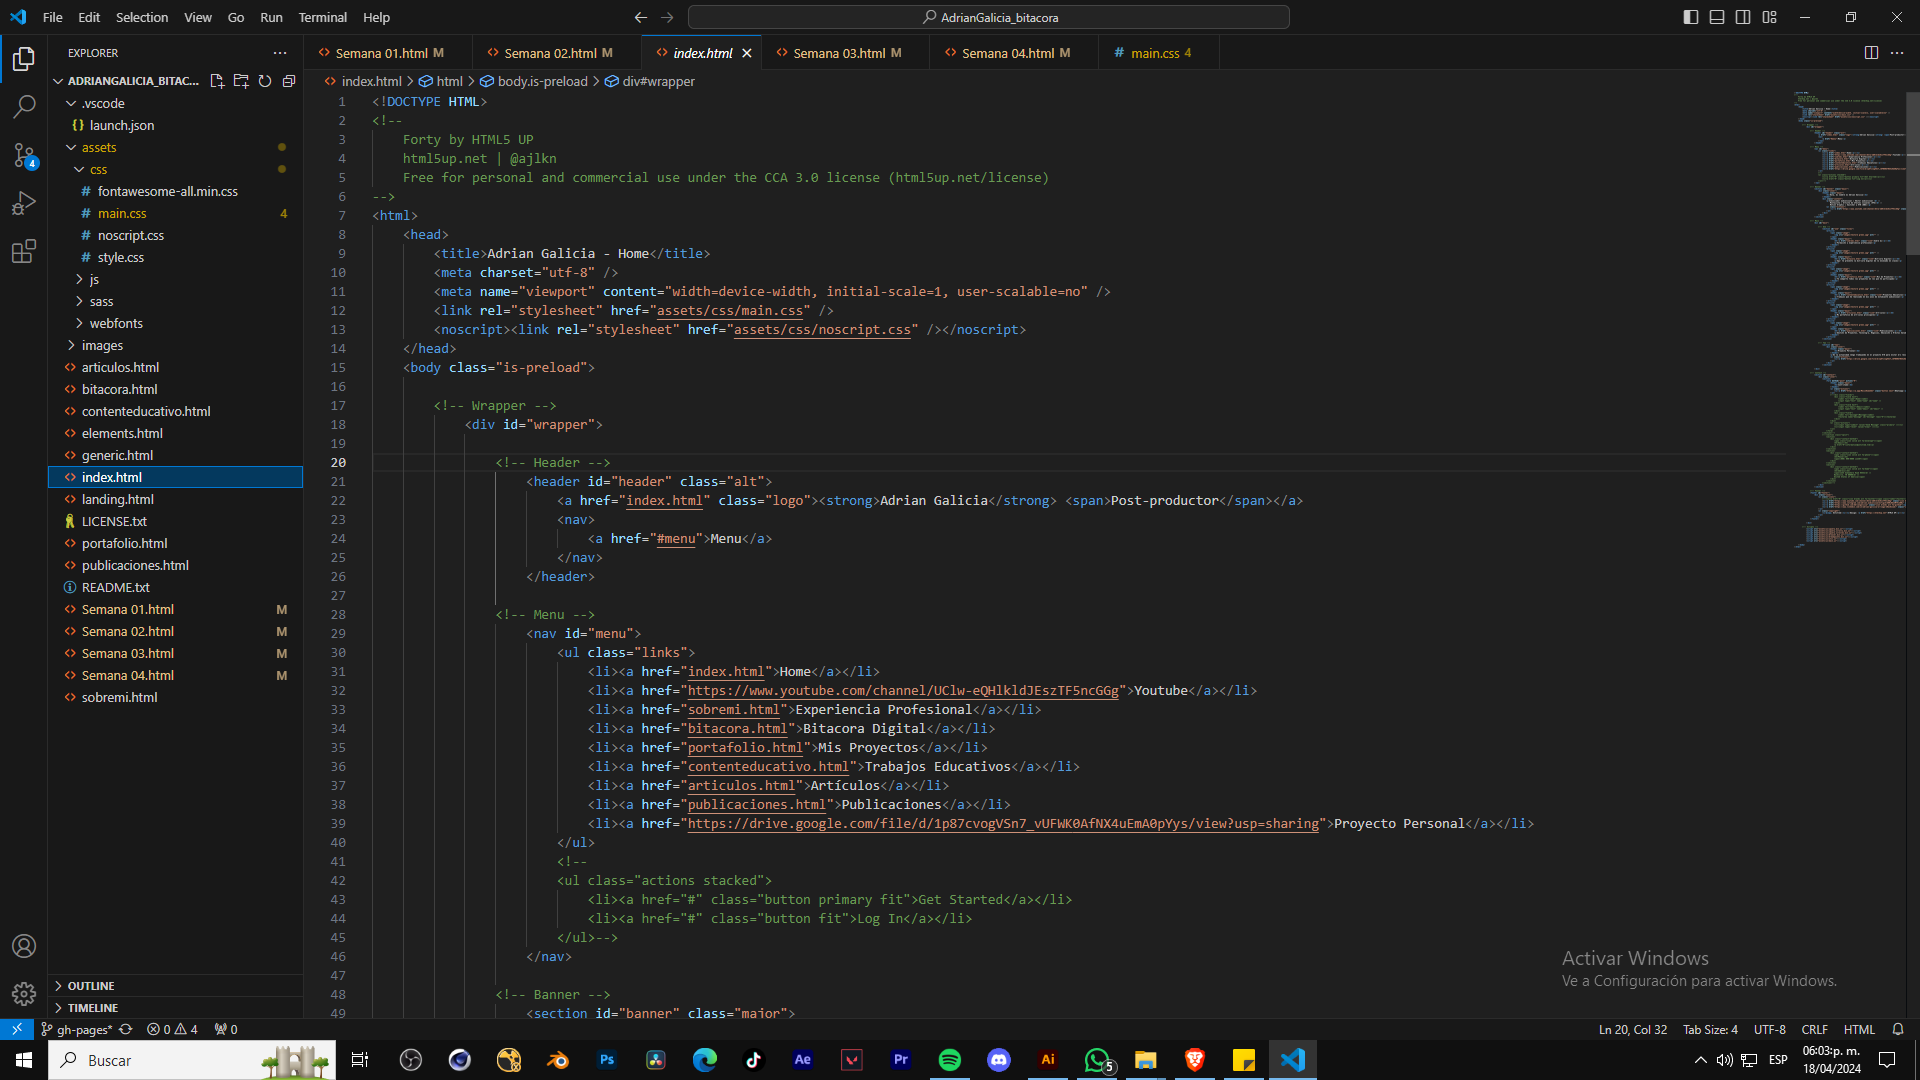 File Edit Selection View Go Run Terminal Help
AdrianGalicia_bitacora
EXPLORER
ADRIANGALICIA_BITAC...
.vscode
launch.json
assets
css
fontawesome-all.min.css
main.css 4
noscript.css
style.css
js
sass
webfonts
images
articulos.html
bitacora.html
contenteducativo.html
elements.html
generic.html
index.html
landing.html
LICENSE.txt
portafolio.html
publicaciones.html
README.txt
Semana 01.html M
Semana 02.html M
Semana 03.html M
Semana 04.html M
sobremi.html
OUTLINE
TIMELINE
4
Semana 01.html M Semana 02.html M index.html Semana 03.html M Semana 04.html M main.css 4
index.html > html > body.is-preload > div#wrapper
1 <!DOCTYPE HTML>
2 <!--
3 Forty by HTML5 UP
4 html5up.net | @ajlkn
5 Free for personal and commercial use under the CCA 3.0 license (html5up.net/license)
6 -->
7 <html>
8 <head>
9 <title>Adrian Galicia - Home</title>
10 <meta charset="utf-8" />
11 <meta name="viewport" content="width=device-width, initial-scale=1, user-scalable=no" />
12 <link rel="stylesheet" href="assets/css/main.css" />
13 <noscript><link rel="stylesheet" href="assets/css/noscript.css" /></noscript>
14 </head>
15 <body class="is-preload">
16
17 <!-- Wrapper -->
18 <div id="wrapper">
19
20 <!-- Header -->
21 <header id="header" class="alt">
22 <a href="index.html" class="logo"><strong>Adrian Galicia</strong> <span>Post-productor</span></a>
23 <nav>
24 <a href="#menu">Menu</a>
25 </nav>
26 </header>
27
28 <!-- Menu -->
29 <nav id="menu">
30 <ul class="links">
31 <li><a href="index.html">Home</a></li>
32 <li><a href="https://www.youtube.com/channel/UClw-eQHlkldJEszTF5ncGGg">Youtube</a></li>
33 <li><a href="sobremi.html">Experiencia Profesional</a></li>
34 <li><a href="bitacora.html">Bitacora Digital</a></li>
35 <li><a href="portafolio.html">Mis Proyectos</a></li>
36 <li><a href="contenteducativo.html">Trabajos Educativos</a></li>
37 <li><a href="articulos.html">Artículos</a></li>
38 <li><a href="publicaciones.html">Publicaciones</a></li>
39 <li><a href="https://drive.google.com/file/d/1p87cvogVSn7_vUFWK0AfNX4uEmA0pYys/view?usp=sharing">Proyecto Personal</a></li>
40 </ul>
41 <!--
42 <ul class="actions stacked">
43 <li><a href="#" class="button primary fit">Get Started</a></li>
44 <li><a href="#" class="button fit">Log In</a></li>
45 </ul>-->
46 </nav>
47
48 <!-- Banner -->
49 <section id="banner" class="major">
Activar Windows
Ve a Configuración para activar Windows.
gh-pages* 0 4 0
Ln 20, Col 32 Tab Size: 4 UTF-8 CRLF HTML
Buscar
Ps Ae Pr Ai 5
ESP
06:03:p. m.
18/04/2024